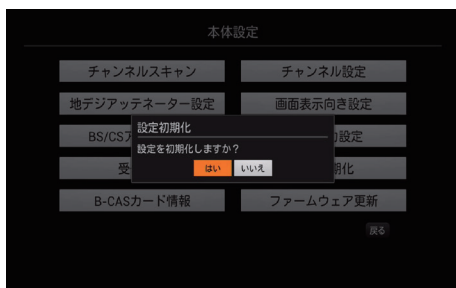 本体設定
チャンネルスキャン
チャンネル設定
地デジアッテネーター設定
画面表示向き設定
BS/CS
設定
設定初期化
設定を初期化しますか?
はい
いいえ
受
期化
B-CASカード情報
ファームウェア更新
戻る